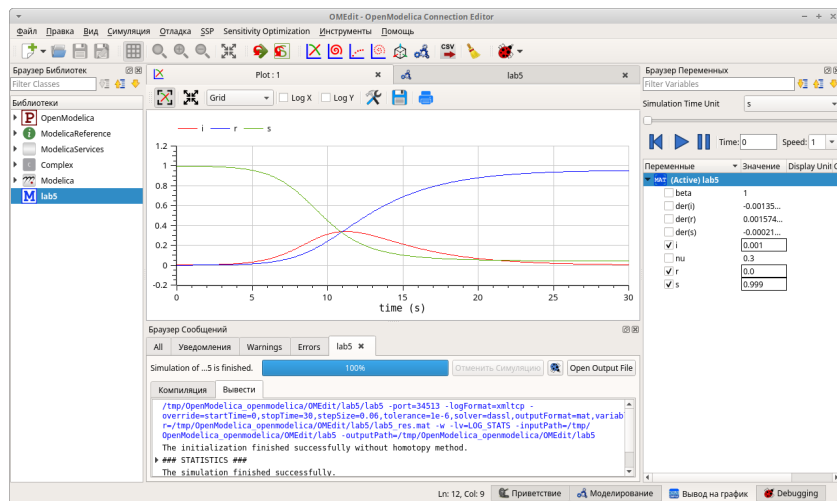 OMEdit - OpenModelica Connection Editor
Файл Правка Вид Симуляция Отладка SSP Sensitivity Optimization Инструменты Помощь
CSV
Браузер Библиотек
Filter Classes
Библиотеки
P OpenModelica
i ModelicaReference
ModelicaServices
Complex
Modelica
M lab5
Plot : 1
lab5
Grid
Log X
Log Y
i r s
1.2
1
0.8
0.6
0.4
0.2
0
-0.2
0 5 10 15 20 25 30
time (s)
Браузер Сообщений
All Уведомления Warnings Errors lab5
Simulation of ...5 is finished. 100% Отменить Симуляцию Open Output File
Компиляция Вывести
/tmp/OpenModelica_openmodelica/OMEdit/lab5/lab5 -port=34513 -logFormat=xmltcp -
override=startTime=0,stopTime=30,stepSize=0.06,tolerance=1e-6,solver=dassl,outputFormat=mat,variab
r=/tmp/OpenModelica_openmodelica/OMEdit/lab5/lab5_res.mat -w -lv=LOG_STATS -inputPath=/tmp/
OpenModelica_openmodelica/OMEdit/lab5 -outputPath=/tmp/OpenModelica_openmodelica/OMEdit/lab5
The initialization finished successfully without homotopy method.
### STATISTICS ###
The simulation finished successfully.
Браузер Переменных
Filter Variables
Simulation Time Unit s
Time: 0 Speed: 1
Переменные Значение Display Unit
MAT (Active) lab5
beta 1
der(i) -0.00135...
der(r) 0.001574...
der(s) -0.00021...
i 0.001
nu 0.3
r 0.0
s 0.999
Ln: 12, Col: 9 Приветствие Моделирование Вывод на график Debugging